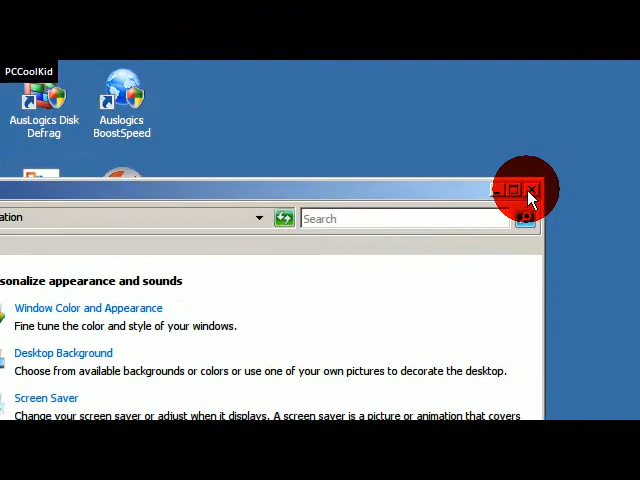 PCCoolKid
AusLogics Disk
Defrag
Auslogics
BoostSpeed
ation
Search
sonalize appearance and sounds
Window Color and Appearance
Fine tune the color and style of your windows.
Desktop Background
Choose from available backgrounds or colors or use one of your own pictures to decorate the desktop.
Screen Saver
Change your screen saver or adjust when it displays. A screen saver is a picture or animation that covers